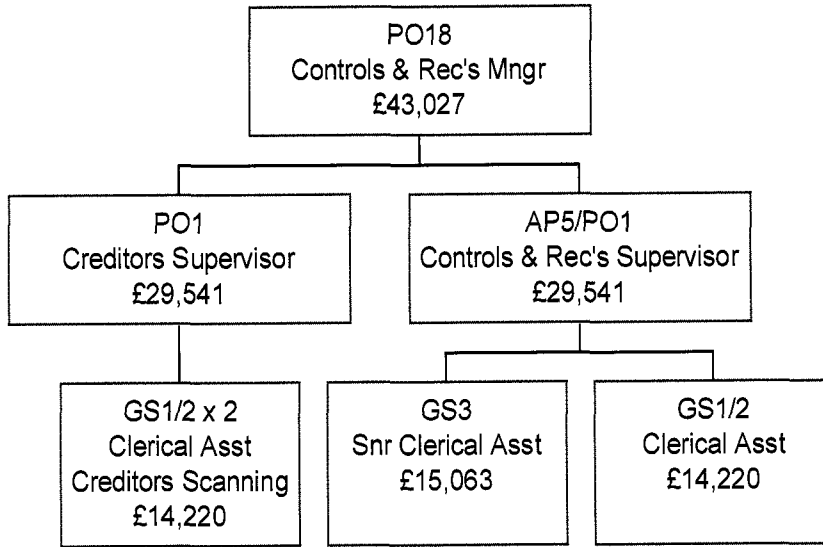 PO18
Controls & Rec's Mngr
£43,027
PO1
Creditors Supervisor
£29,541
AP5/PO1
Controls & Rec's Supervisor
£29,541
GS1/2 x 2
Clerical Asst
Creditors Scanning
£14,220
GS3
Snr Clerical Asst
£15,063
GS1/2
Clerical Asst
£14,220